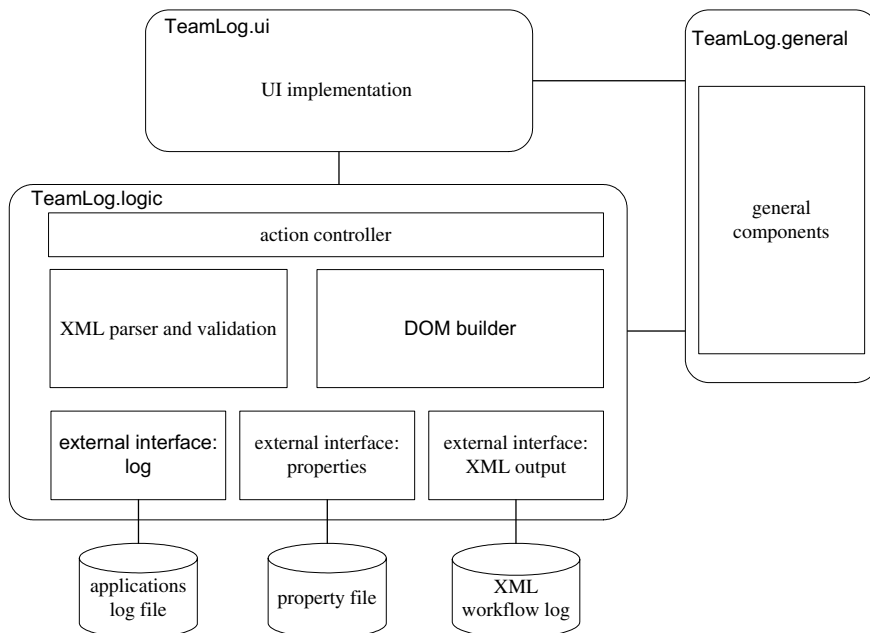 TeamLog.ui
UI implementation
TeamLog.general
general
components
TeamLog.logic
action controller
XML parser and validation
DOM builder
external interface:
log
external interface:
properties
external interface:
XML output
applications
log file
property file
XML
workflow log